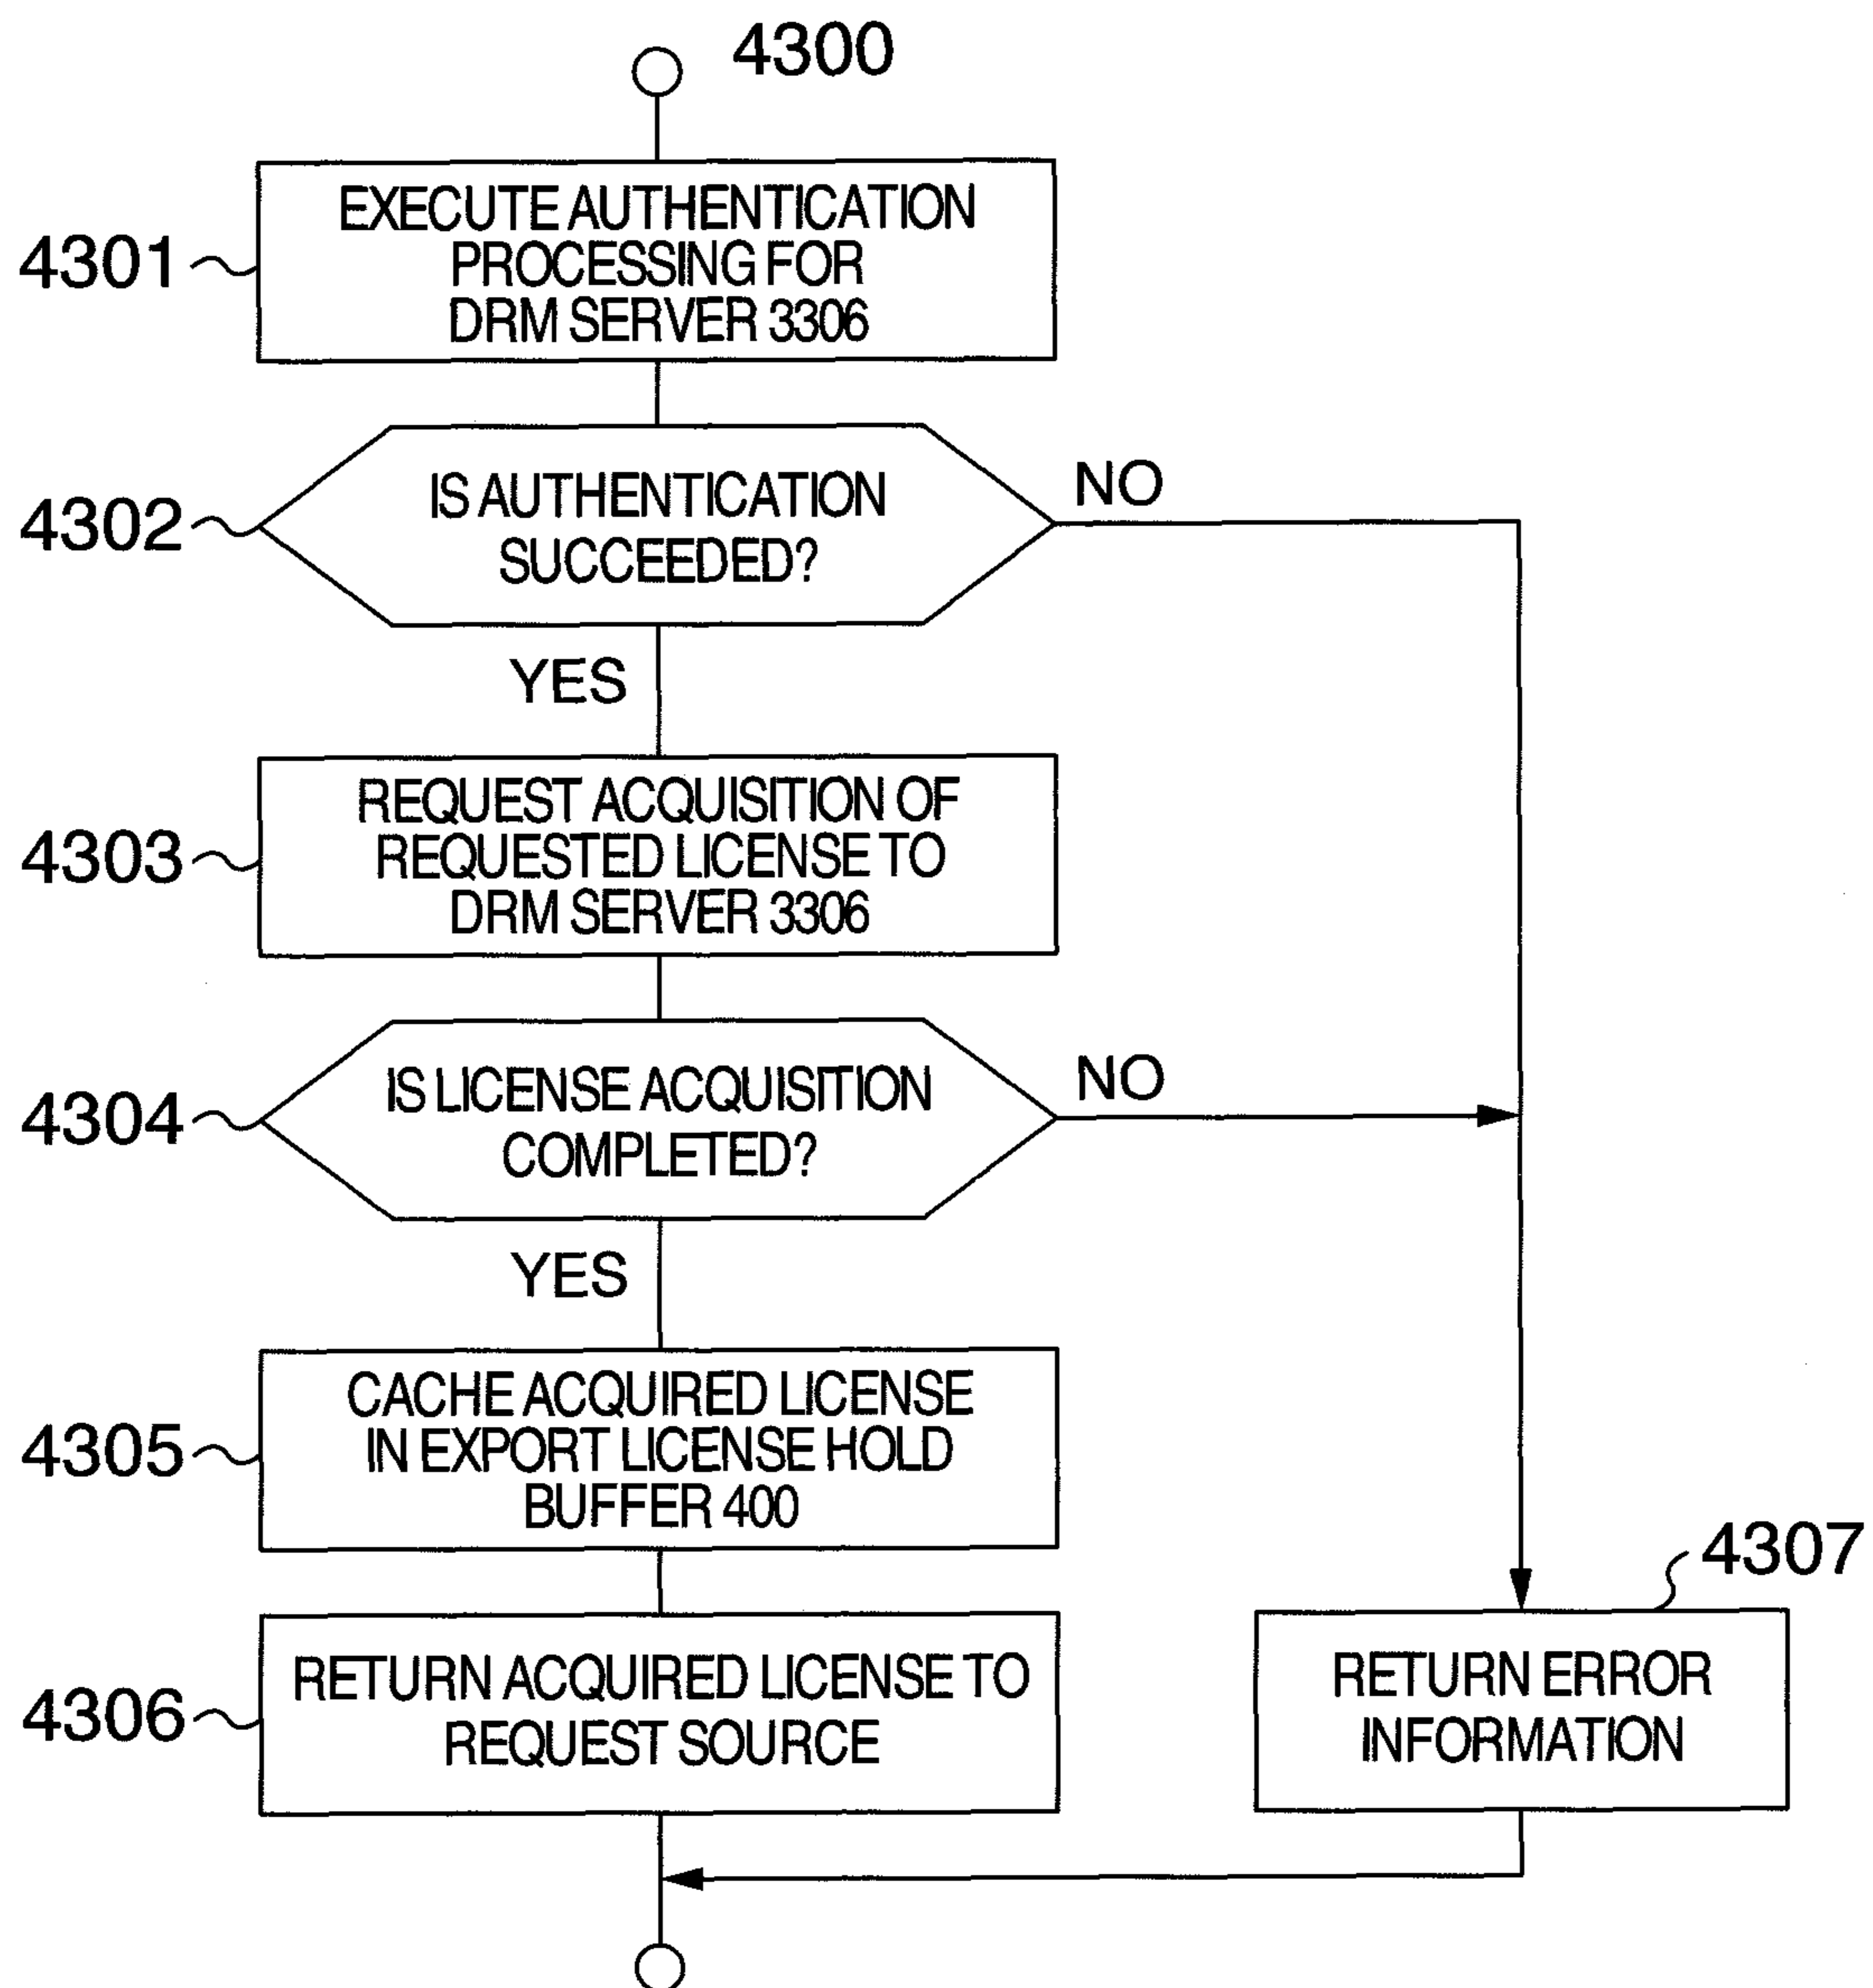 4300
4301
EXECUTE AUTHENTICATION
PROCESSING FOR
DRM SERVER 3306
4302
IS AUTHENTICATION
SUCCEEDED?
NO
YES
4303
REQUEST ACQUISITION OF
REQUESTED LICENSE TO
DRM SERVER 3306
4304
IS LICENSE ACQUISITION
COMPLETED?
NO
YES
4305
CACHE ACQUIRED LICENSE
IN EXPORT LICENSE HOLD
BUFFER 400
4306
RETURN ACQUIRED LICENSE TO
REQUEST SOURCE
4307
RETURN ERROR
INFORMATION